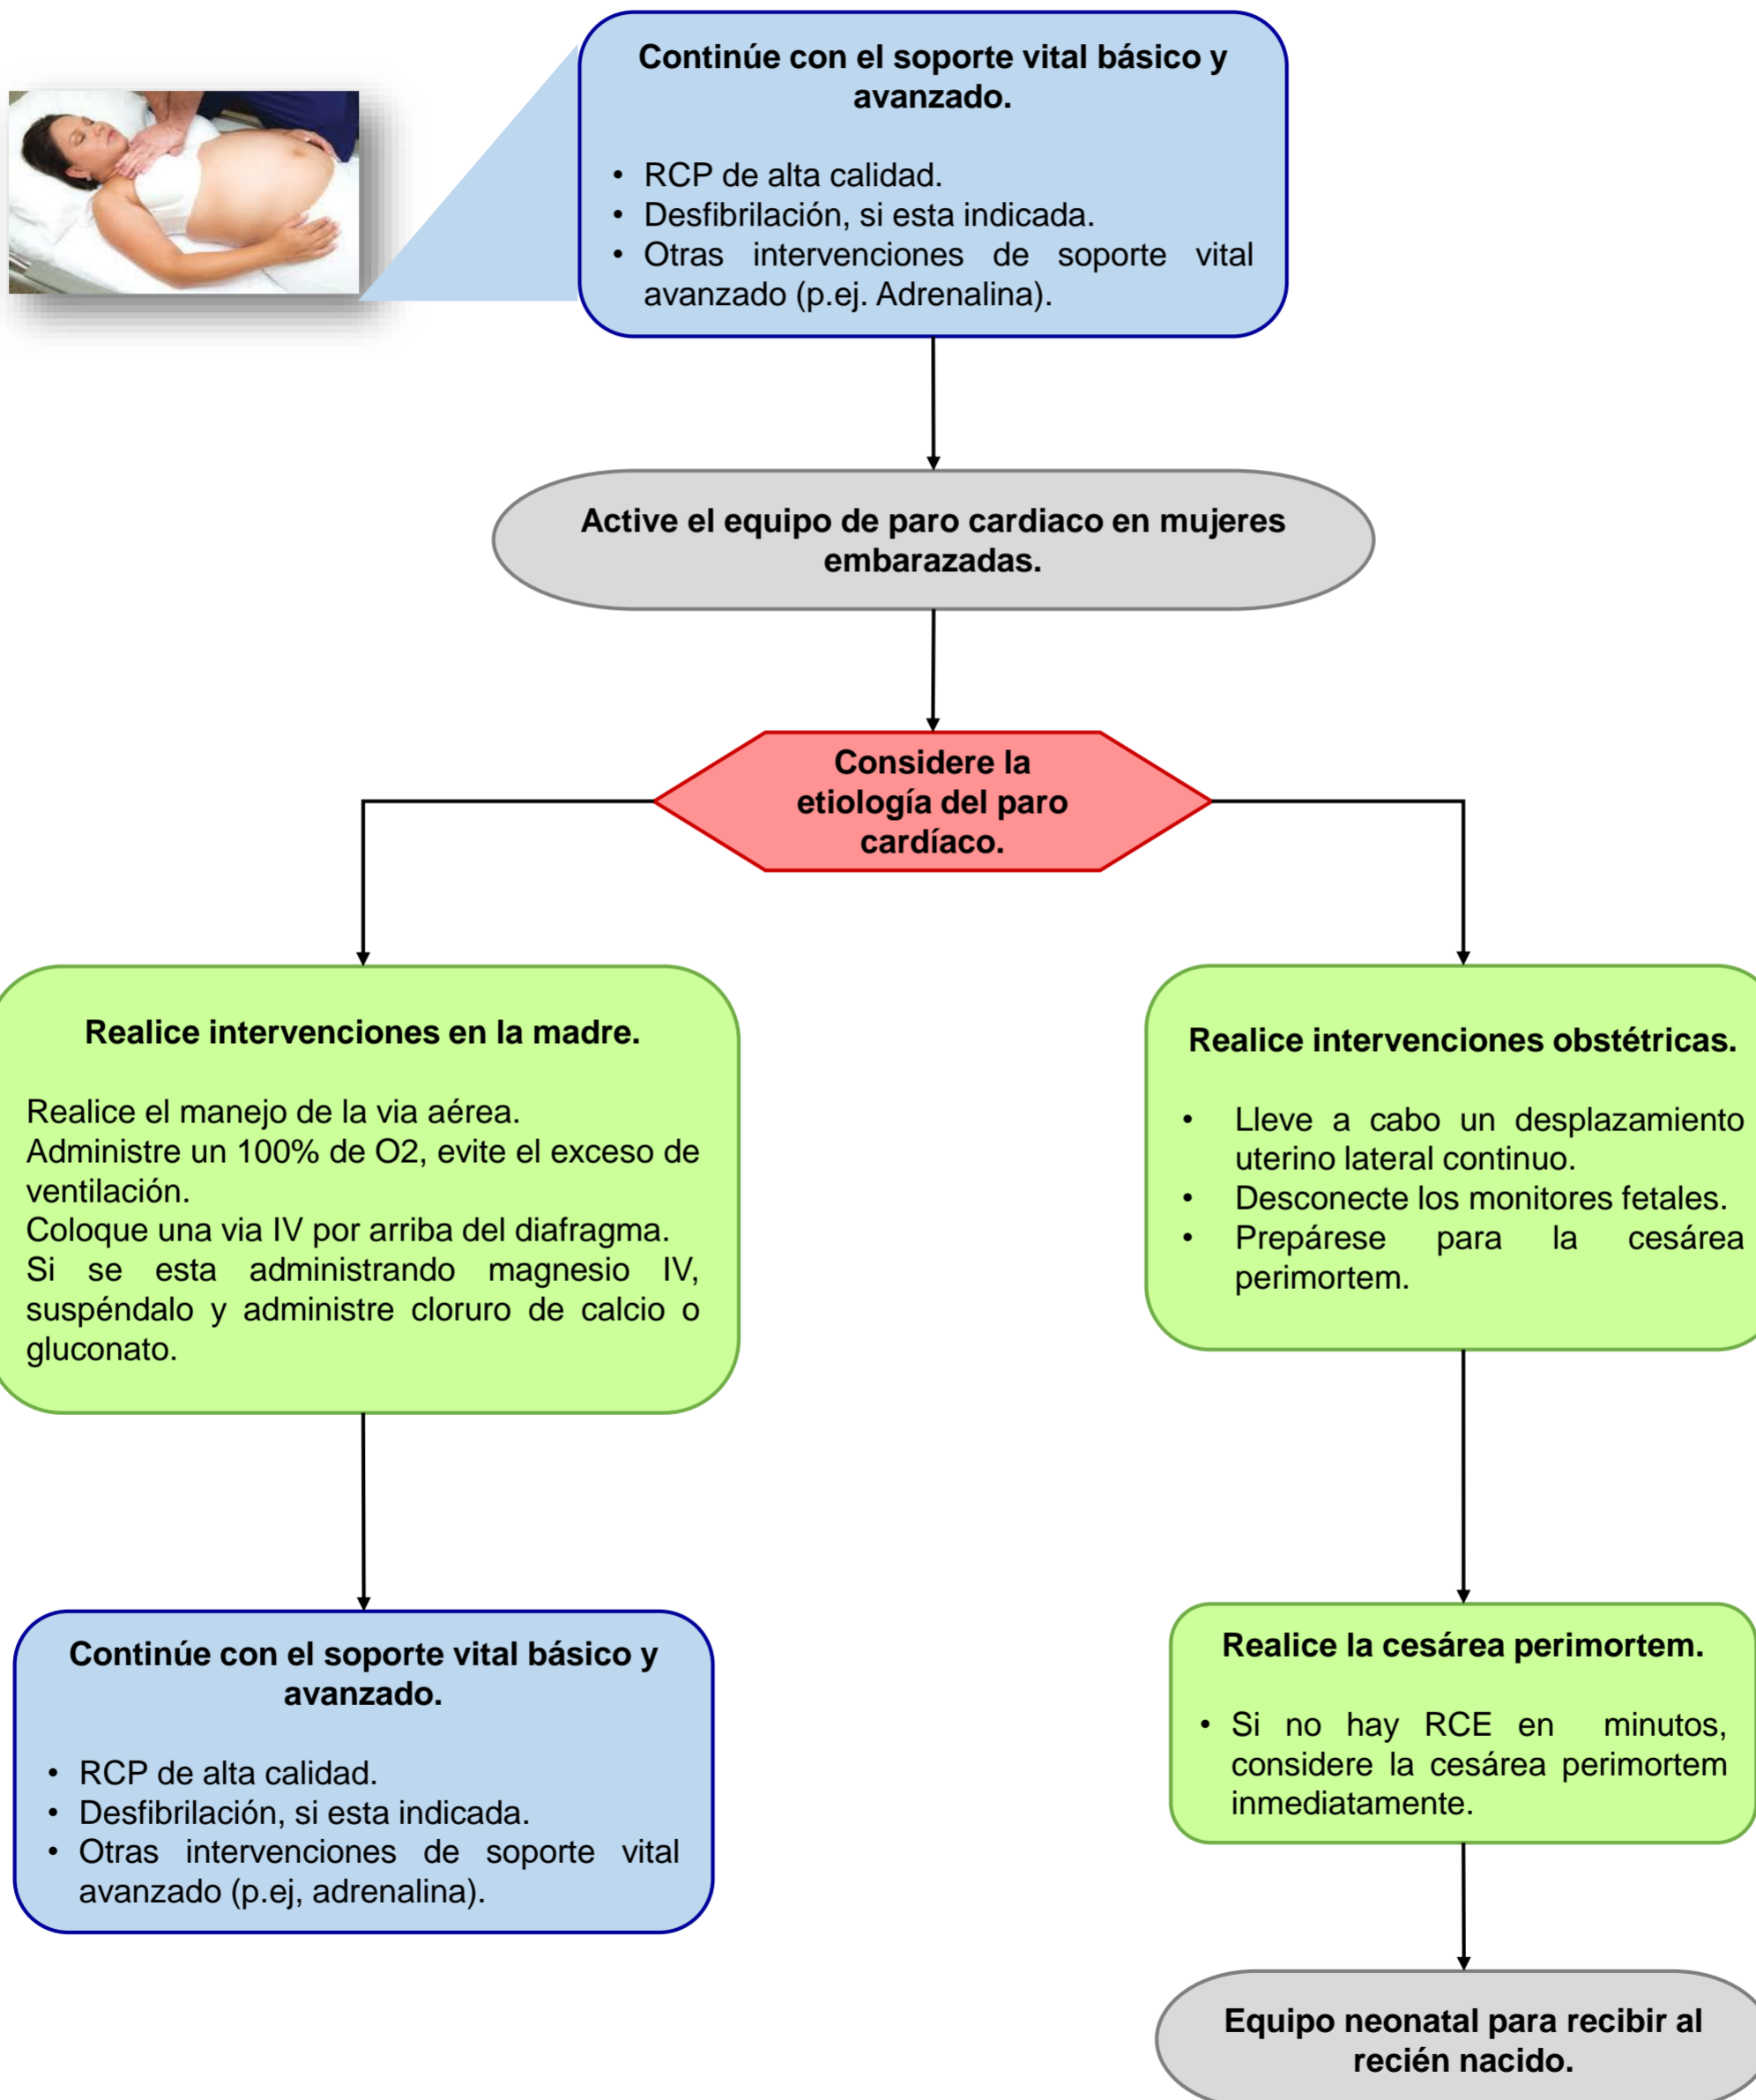 Continúe con el soporte vital básico y
avanzado.
• RCP de alta calidad.
• Desfibrilación, si esta indicada.
• Otras intervenciones de soporte vital
avanzado (p.ej. Adrenalina).
Active el equipo de paro cardiaco en mujeres
embarazadas.
Considere la
etiología del paro
cardíaco.
Realice intervenciones en la madre.
Realice el manejo de la via aérea.
Administre un 100% de O2, evite el exceso de
ventilación.
Coloque una via IV por arriba del diafragma.
Si se esta administrando magnesio IV,
suspéndalo y administre cloruro de calcio o
gluconato.
Realice intervenciones obstétricas.
• Lleve a cabo un desplazamiento
uterino lateral continuo.
• Desconecte los monitores fetales.
• Prepárese para la cesárea
perimortem.
Continúe con el soporte vital básico y
avanzado.
• RCP de alta calidad.
• Desfibrilación, si esta indicada.
• Otras intervenciones de soporte vital
avanzado (p.ej, adrenalina).
Realice la cesárea perimortem.
• Si no hay RCE en minutos,
considere la cesárea perimortem
inmediatamente.
Equipo neonatal para recibir al
recién nacido.